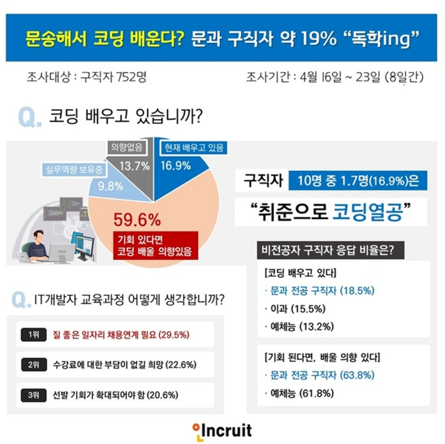 문송해서 코딩 배운다? 문과 구직자 약 19% “독학ing”
조사대상 : 구직자 752명
조사기간 : 4월 16일 ~ 23일 (8일간)
Q. 코딩 배우고 있습니까?
의향없음
13.7%
현재 배우고 있음
16.9%
실무역량 보유중
9.8%
59.6%
기회 있다면
코딩 배울 의향있음
구직자 10명 중 1.7명(16.9%)은
“취준으로 코딩열공”
비전공자 구직자 응답 비율은?
[코딩 배우고 있다]
· 문과 전공 구직자 (18.5%)
· 이과 (15.5%)
· 예체능 (13.2%)
[기회 된다면, 배울 의향 있다]
· 문과 전공 구직자 (63.8%)
· 예체능 (61.8%)
Q. IT개발자 교육과정 어떻게 생각합니까?
1위 질 좋은 일자리 채용연계 필요 (29.5%)
2위 수강료에 대한 부담이 없길 희망 (22.6%)
3위 선발 기회가 확대되어야 함 (20.6%)
인cruit